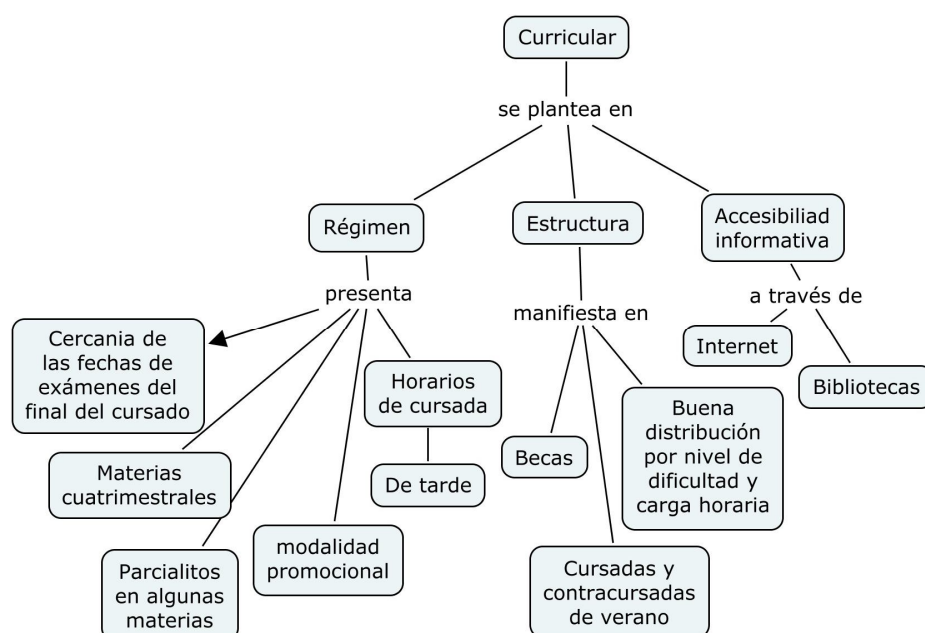 Curricular
se plantea en
Régimen
Estructura
Accesibiliad
informativa
presenta
manifiesta en
a través de
Cercania de
las fechas de
exámenes del
final del cursado
Horarios
de cursada
De tarde
Materias
cuatrimestrales
Parcialitos
en algunas
materias
modalidad
promocional
Becas
Buena
distribución
por nivel de
dificultad y
carga horaria
Cursadas y
contracursadas
de verano
Internet
Bibliotecas